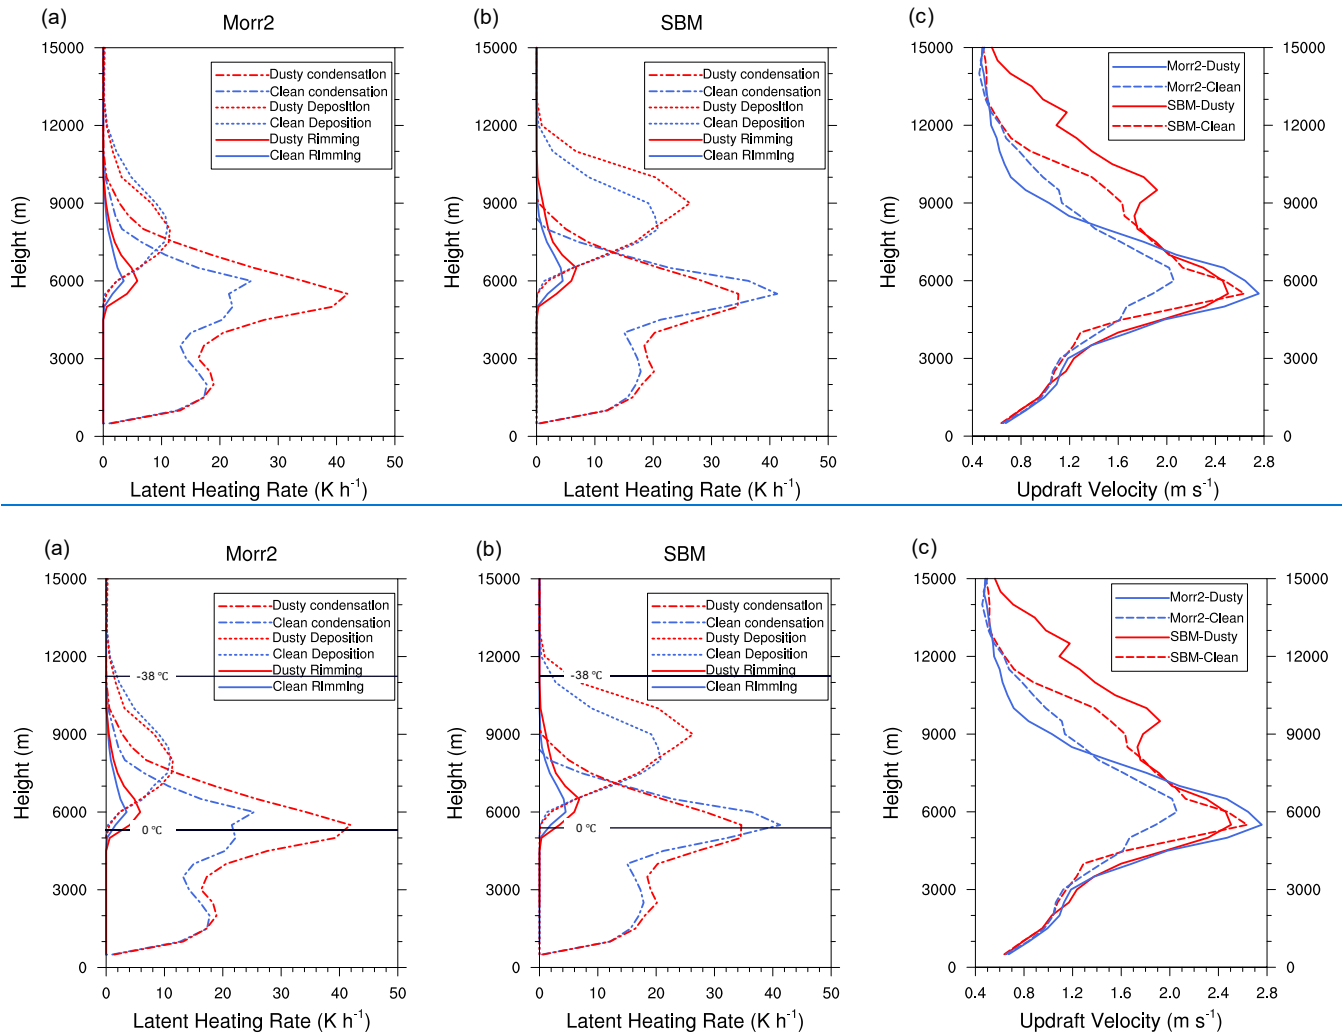 (a)
Morr2
(b)
SBM
(c)
15000
12000
9000
6000
3000
0
Height (m)
Dusty condensation
Clean condensation
Dusty Deposition
Clean Deposition
Dusty Rimming
Clean Rimming
0 10 20 30 40 50
Latent Heating Rate (K h⁻¹)
15000
12000
9000
6000
3000
0
Height (m)
Dusty condensation
Clean condensation
Dusty Deposition
Clean Deposition
Dusty Rimming
Clean Rimming
0 10 20 30 40 50
Latent Heating Rate (K h⁻¹)
15000
12000
9000
6000
3000
0
Height (m)
Morr2-Dusty
Morr2-Clean
SBM-Dusty
SBM-Clean
15000
12000
9000
6000
3000
0
0.4 0.8 1.2 1.6 2.0 2.4 2.8
Updraft Velocity (m s⁻¹)
(a)
Morr2
(b)
SBM
(c)
15000
12000
9000
6000
3000
0
Height (m)
Dusty condensation
Clean condensation
Dusty Deposition
Clean Deposition
Dusty Rimming
Clean Rimming
-38 °C
0 °C
0 10 20 30 40 50
Latent Heating Rate (K h⁻¹)
15000
12000
9000
6000
3000
0
Height (m)
Dusty condensation
Clean condensation
Dusty Deposition
Clean Deposition
Dusty Rimming
Clean Rimming
-38 °C
0 °C
0 10 20 30 40 50
Latent Heating Rate (K h⁻¹)
15000
12000
9000
6000
3000
0
Height (m)
Morr2-Dusty
Morr2-Clean
SBM-Dusty
SBM-Clean
15000
12000
9000
6000
3000
0
0.4 0.8 1.2 1.6 2.0 2.4 2.8
Updraft Velocity (m s⁻¹)